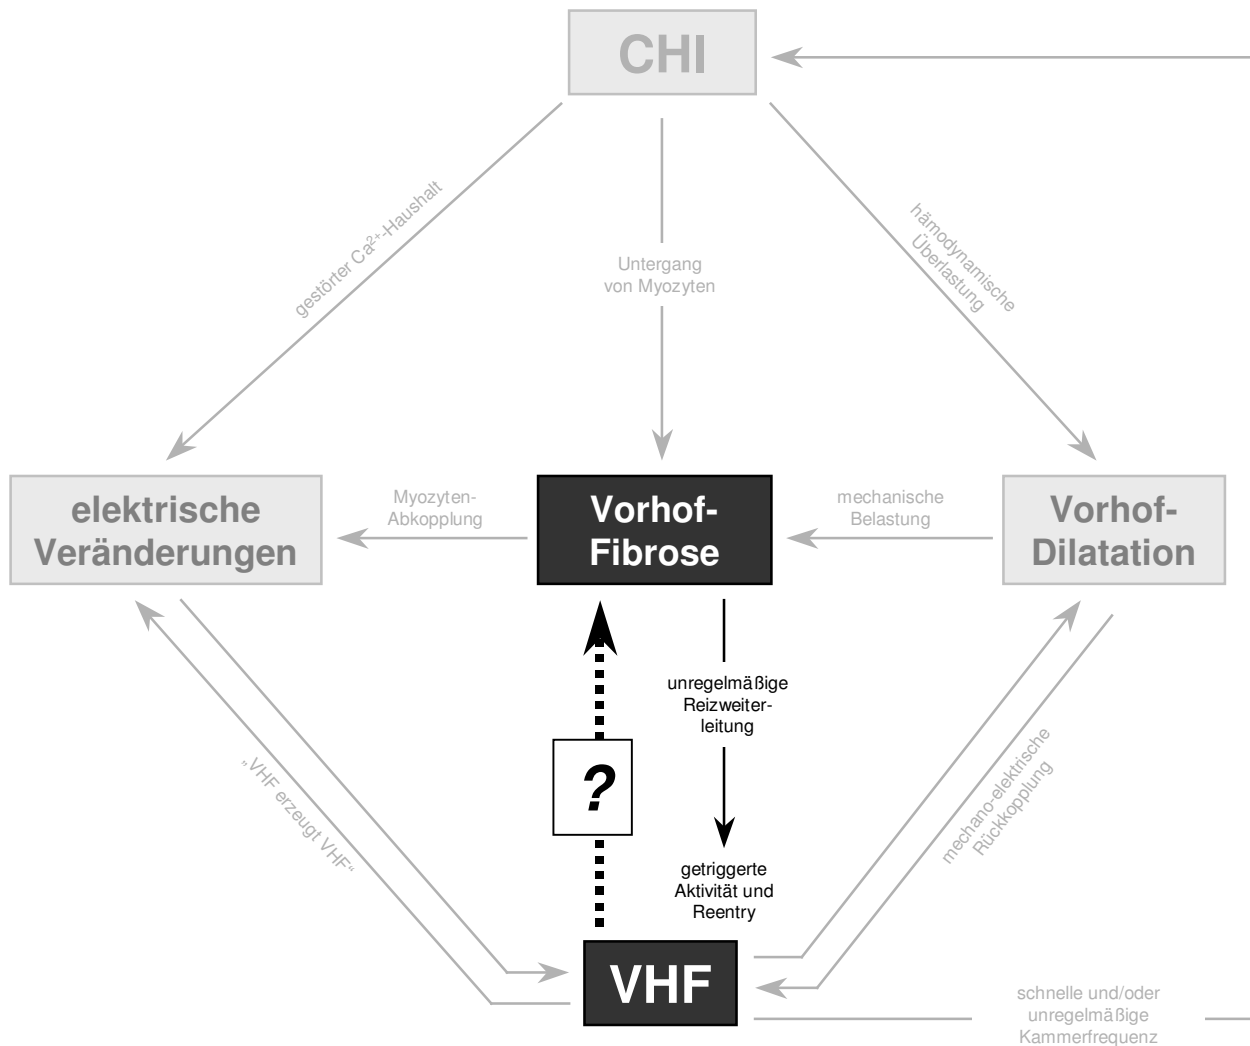 CHI
gestörter Ca²⁺-Haushalt
Untergang
von Myozyten
hämodynamische
Überlastung
elektrische
Veränderungen
Myozyten-
Abkopplung
Vorhof-
Fibrose
mechanische
Belastung
Vorhof-
Dilatation
unregelmäßige
Reizweiter-
leitung
?
„VHF erzeugt VHF“
mechano-elektrische
Rückkopplung
getriggerte
Aktivität und
Reentry
VHF
schnelle und/oder
unregelmäßige
Kammerfrequenz